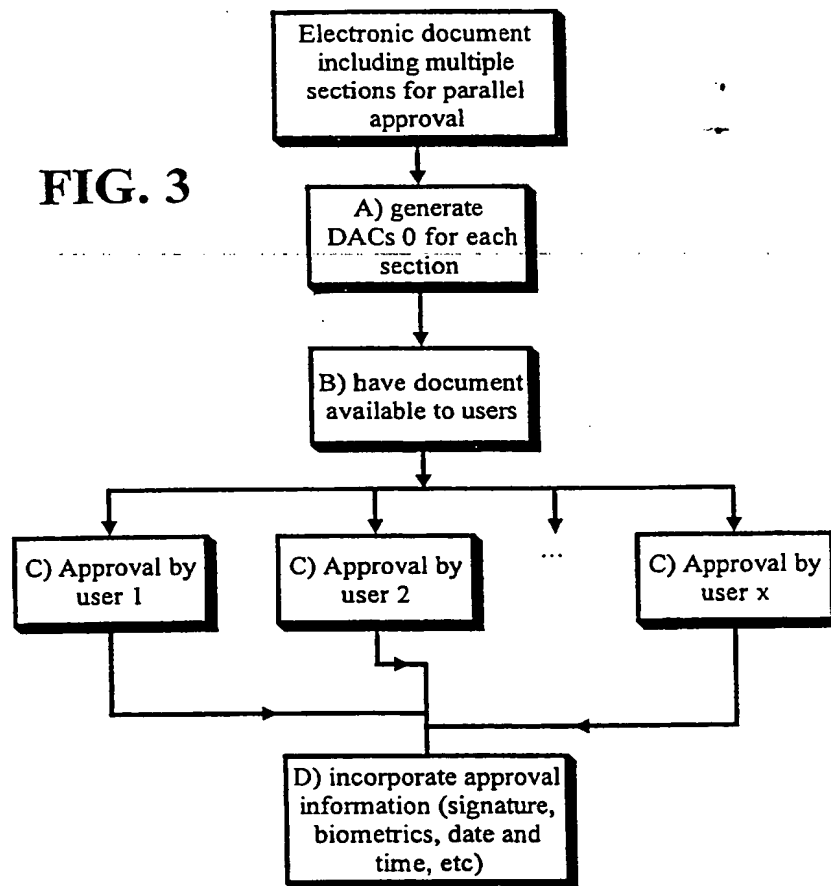 Electronic document
including multiple
sections for parallel
approval
FIG. 3
A) generate
DACs 0 for each
section
B) have document
available to users
C) Approval by
user 1
C) Approval by
user 2
...
C) Approval by
user x
D) incorporate approval
information (signature,
biometrics, date and
time, etc)